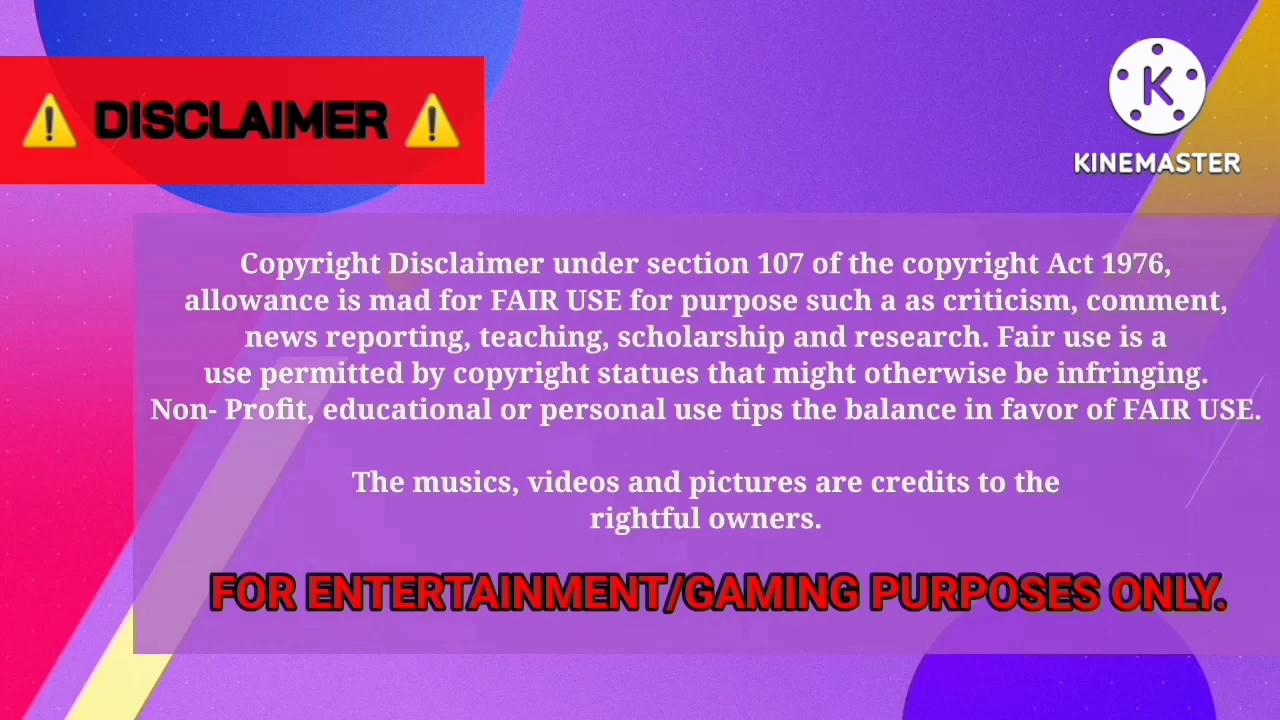 ⚠️ DISCLAIMER ⚠️
K
KINEMASTER
Copyright Disclaimer under section 107 of the copyright Act 1976,
allowance is mad for FAIR USE for purpose such a as criticism, comment,
news reporting, teaching, scholarship and research. Fair use is a
use permitted by copyright statues that might otherwise be infringing.
Non- Profit, educational or personal use tips the balance in favor of FAIR USE.
The musics, videos and pictures are credits to the
rightful owners.
FOR ENTERTAINMENT/GAMING PURPOSES ONLY.